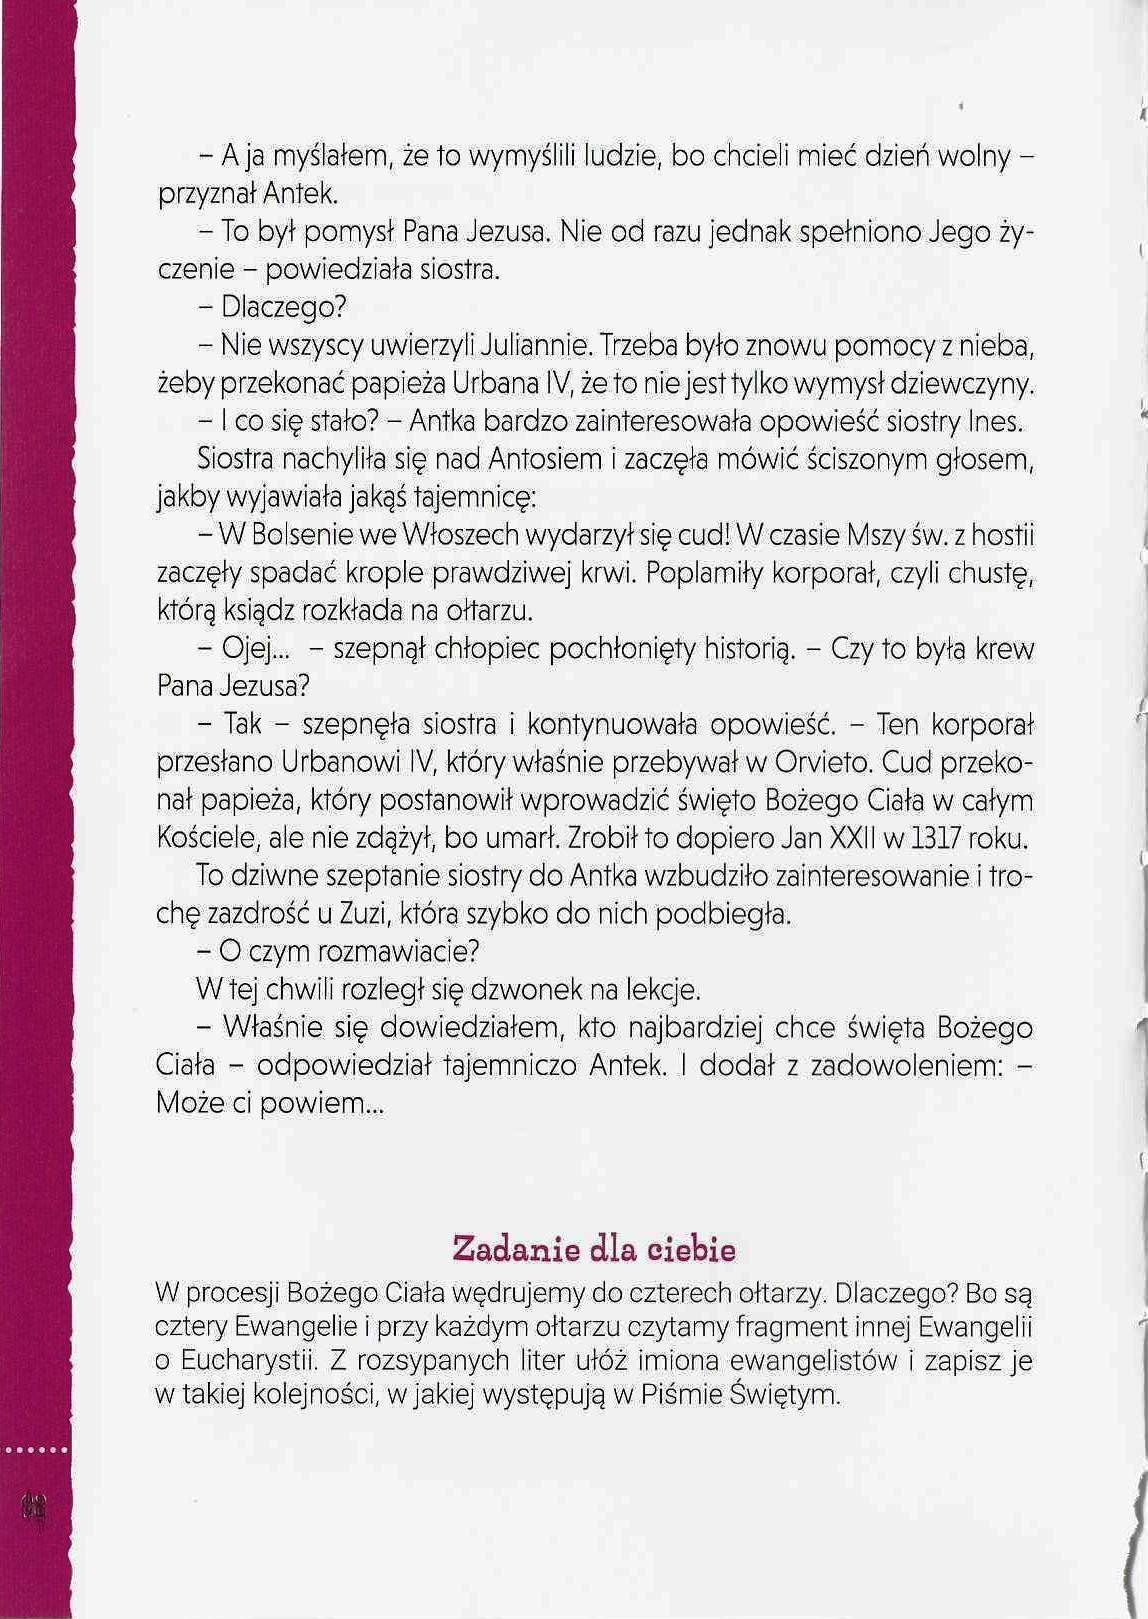 – A ja myślałem, że to wymyślili ludzie, bo chcieli mieć dzień wolny –
przyznał Antek.
– To był pomysł Pana Jezusa. Nie od razu jednak spełniono Jego ży-
czenie – powiedziała siostra.
– Dlaczego?
– Nie wszyscy uwierzyli Juliannie. Trzeba było znowu pomocy z nieba,
żeby przekonać papieża Urbana IV, że to nie jest tylko wymysł dziewczyny.
– I co się stało? – Antka bardzo zainteresowała opowieść siostry Ines.
Siostra nachyliła się nad Antosiem i zaczęła mówić ściszonym głosem,
jakby wyjawiała jakąś tajemnicę:
– W Bolsenie we Włoszech wydarzył się cud! W czasie Mszy św. z hostii
zaczęły spadać krople prawdziwej krwi. Poplamiły korporał, czyli chustę,
którą ksiądz rozkłada na ołtarzu.
– Ojej... – szepnął chłopiec pochłonięty historią. – Czy to była krew
Pana Jezusa?
– Tak – szepnęła siostra i kontynuowała opowieść. – Ten korporał
przesłano Urbanowi IV, który właśnie przebywał w Orvieto. Cud przeko-
nał papieża, który postanowił wprowadzić święto Bożego Ciała w całym
Kościele, ale nie zdążył, bo umarł. Zrobił to dopiero Jan XXII w 1317 roku.
To dziwne szeptanie siostry do Antka wzbudziło zainteresowanie i tro-
chę zazdrość u Zuzi, która szybko do nich podbiegła.
– O czym rozmawiacie?
W tej chwili rozległ się dzwonek na lekcje.
– Właśnie się dowiedziałem, kto najbardziej chce święta Bożego
Ciała – odpowiedział tajemniczo Antek. I dodał z zadowoleniem: –
Może ci powiem...
Zadanie dla ciebie
W procesji Bożego Ciała wędrujemy do czterech ołtarzy. Dlaczego? Bo są
cztery Ewangelie i przy każdym ołtarzu czytamy fragment innej Ewangelii
o Eucharystii. Z rozsypanych liter ułóż imiona ewangelistów i zapisz je
w takiej kolejności, w jakiej występują w Piśmie Świętym.